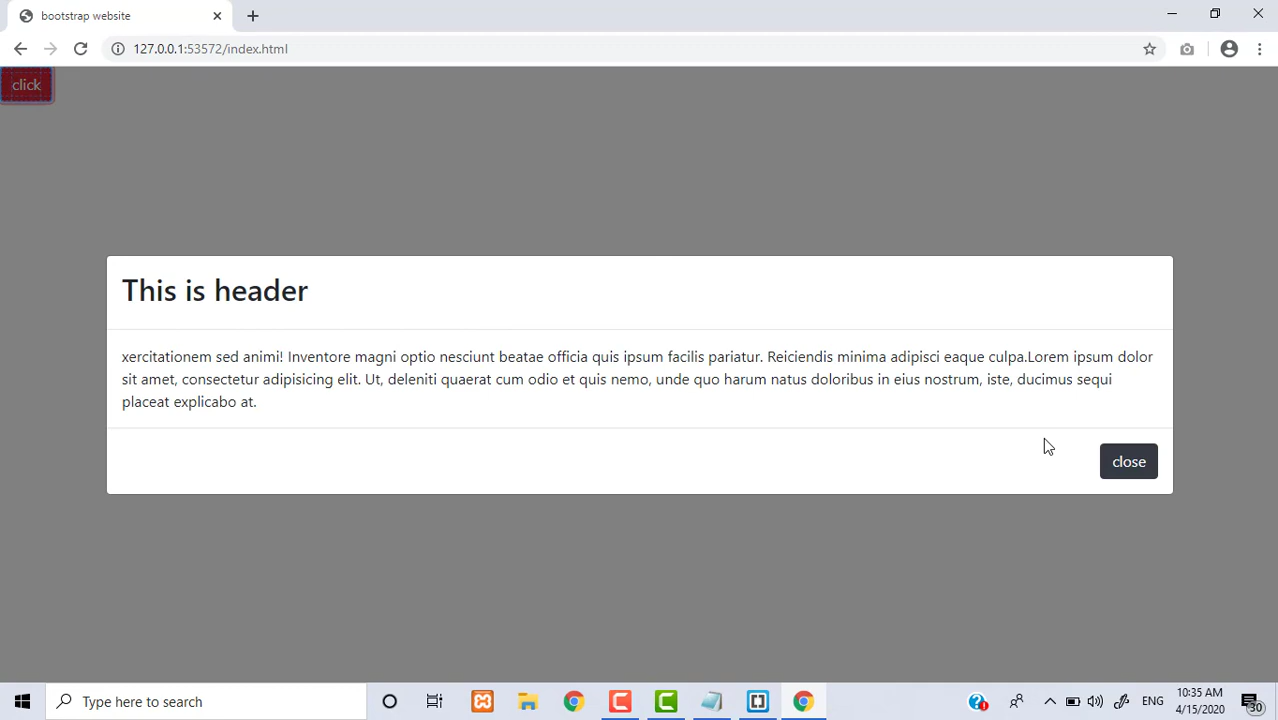 bootstrap website
127.0.0.1:53572/index.html
click
This is header
xercitationem sed animi! Inventore magni optio nesciunt beatae officia quis ipsum facilis pariatur. Reiciendis minima adipisci eaque culpa.Lorem ipsum dolor
sit amet, consectetur adipisicing elit. Ut, deleniti quaerat cum odio et quis nemo, unde quo harum natus doloribus in eius nostrum, iste, ducimus sequi
placeat explicabo at.
close
Type here to search
ENG
10:35 AM
4/15/2020
30